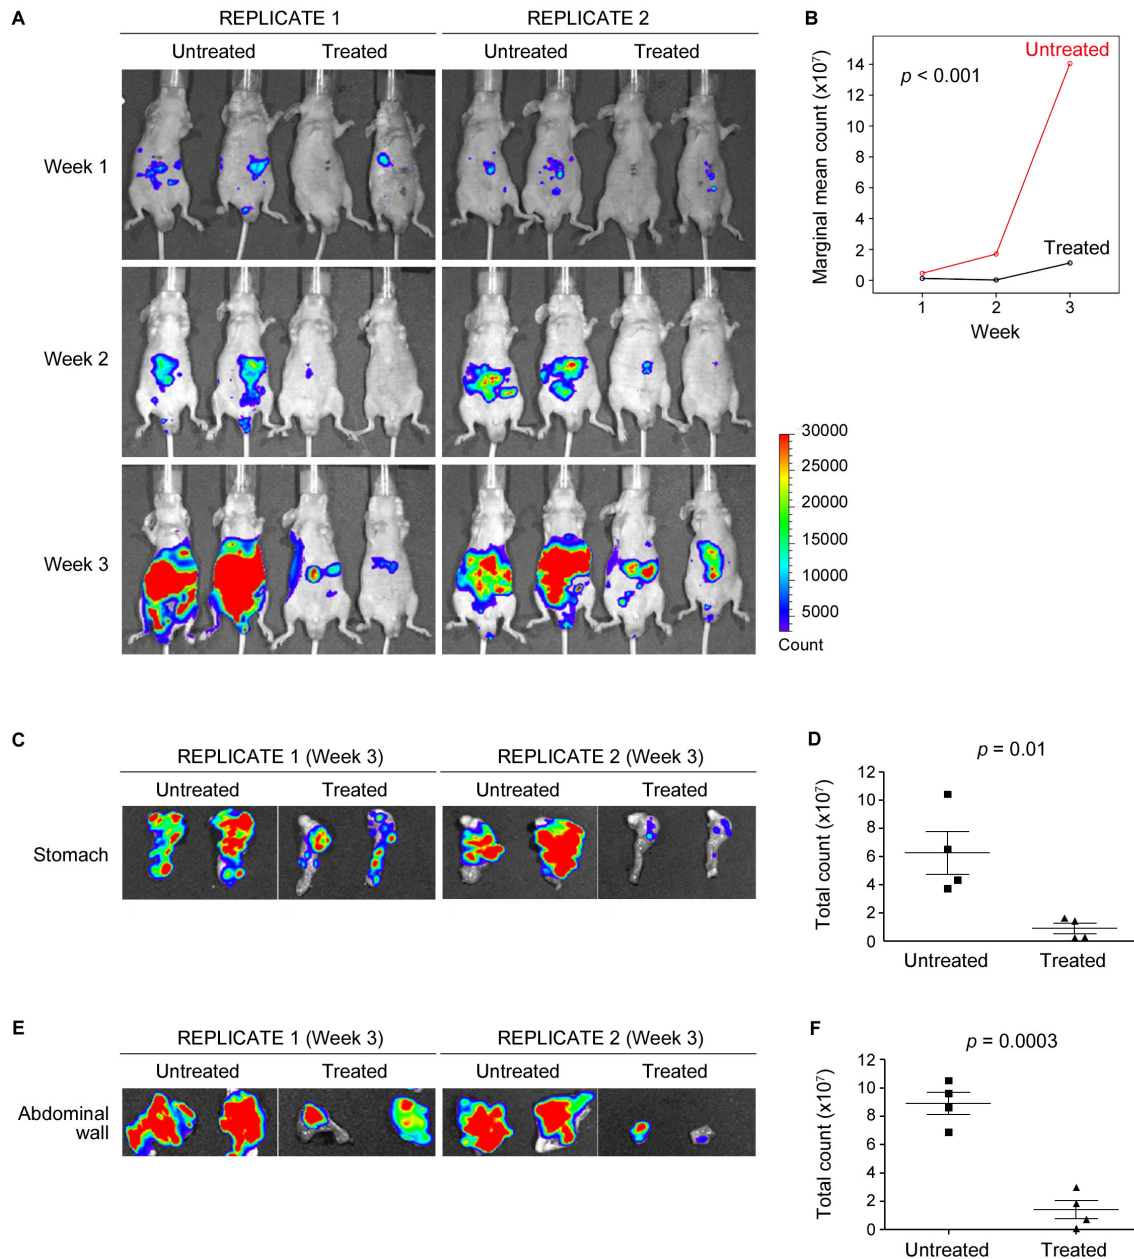 A
REPLICATE 1
REPLICATE 2
Untreated
Treated
Untreated
Treated
Week 1
Week 2
Week 3
30000
25000
20000
15000
10000
5000
Count
B
Marginal mean count (x10⁷)
14
12
10
8
6
4
2
0
p < 0.001
Untreated
Treated
1
2
3
Week
C
REPLICATE 1 (Week 3)
REPLICATE 2 (Week 3)
Untreated
Treated
Untreated
Treated
Stomach
D
p = 0.01
Total count (x10⁷)
12
10
8
6
4
2
0
Untreated
Treated
E
REPLICATE 1 (Week 3)
REPLICATE 2 (Week 3)
Untreated
Treated
Untreated
Treated
Abdominal
wall
F
p = 0.0003
Total count (x10⁷)
12
10
8
6
4
2
0
Untreated
Treated